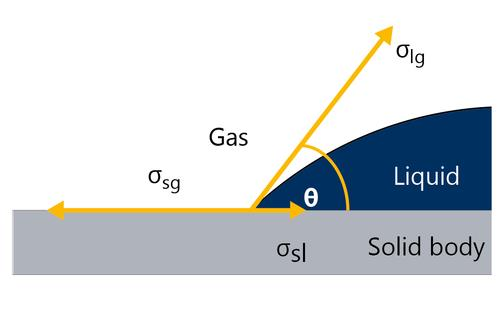 σlg
Gas
σsg
Liquid
θ
σsl
Solid body